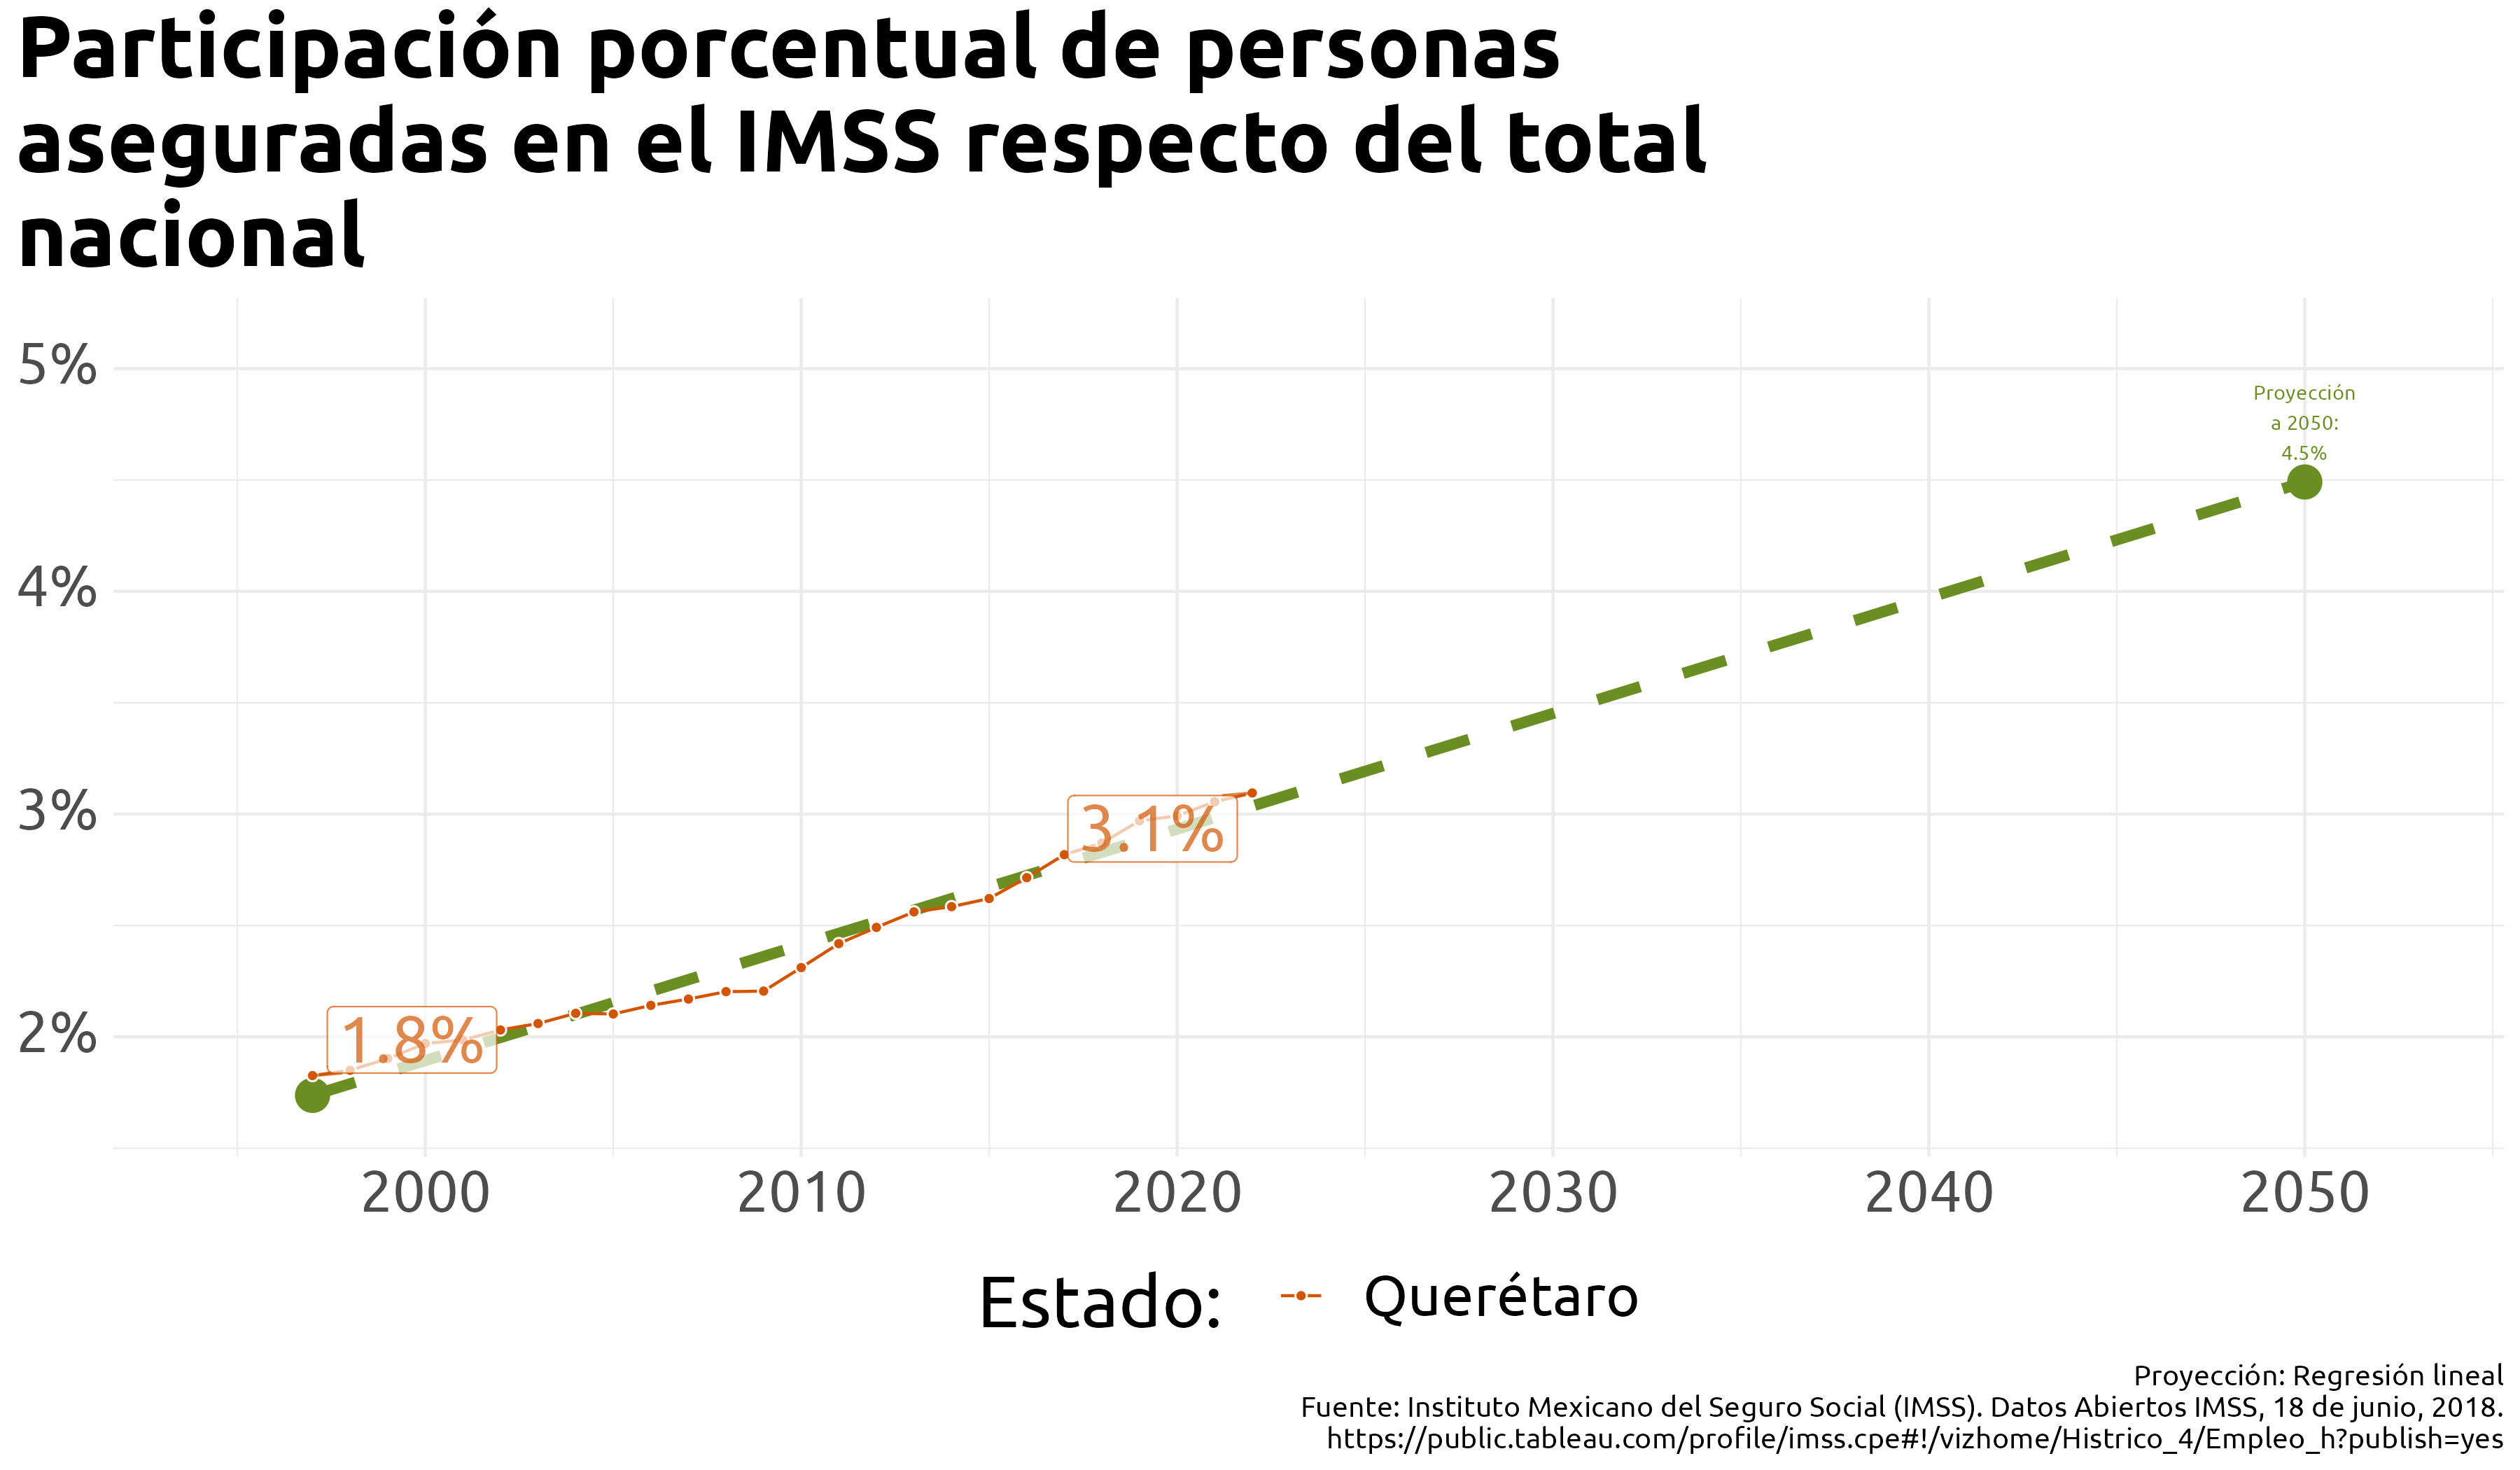 Participación porcentual de personas
aseguradas en el IMSS respecto del total
nacional
5%
Proyección
a 2050:
4.5%
4%
3%
3.1%
2%
1.8%
2000
2010
2020
2030
2040
2050
Estado:
Querétaro
Proyección: Regresión lineal
Fuente: Instituto Mexicano del Seguro Social (IMSS). Datos Abiertos IMSS, 18 de junio, 2018.
https://public.tableau.com/profile/imss.cpe#!/vizhome/Histrico_4/Empleo_h?publish=yes